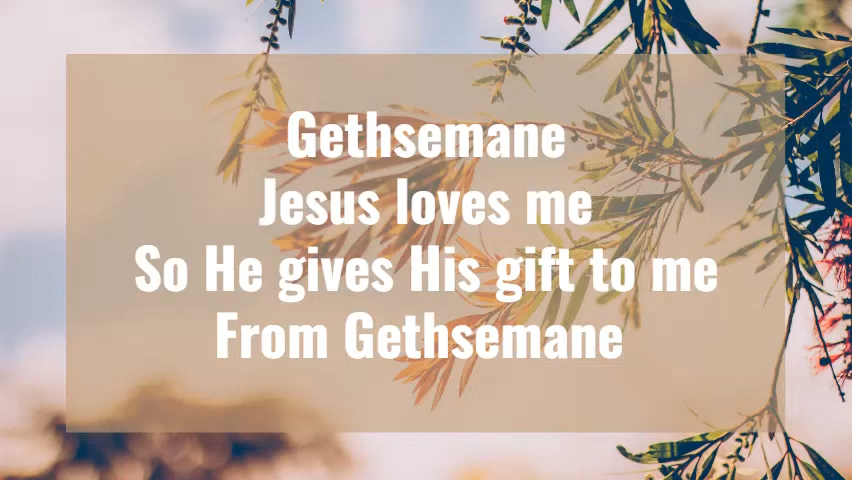 Gethsemane
Jesus loves me
So He gives His gift to me
From Gethsemane